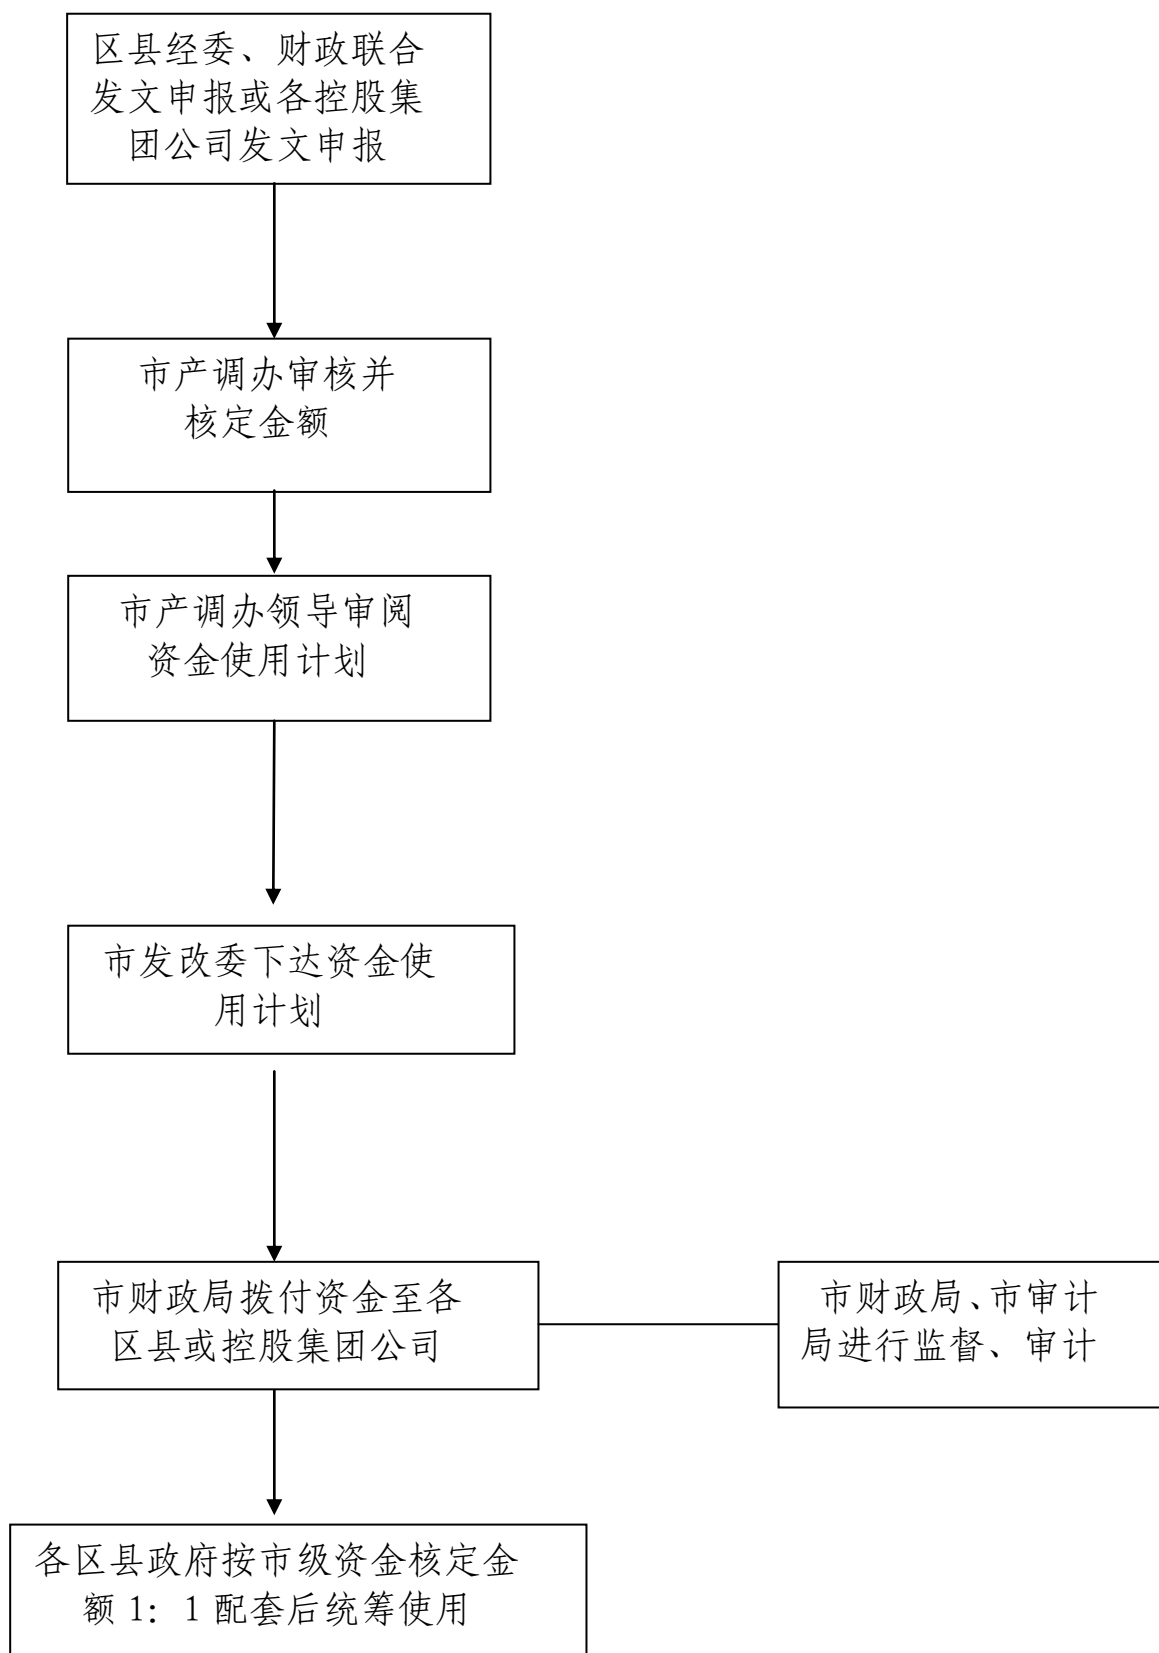 区县经委、财政联合
发文申报或各控股集
团公司发文申报
市产调办审核并
核定金额
市产调办领导审阅
资金使用计划
市发改委下达资金使
用计划
市财政局拨付资金至各
区县或控股集团公司
市财政局、市审计
局进行监督、审计
各区县政府按市级资金核定金
额 1：1 配套后统筹使用